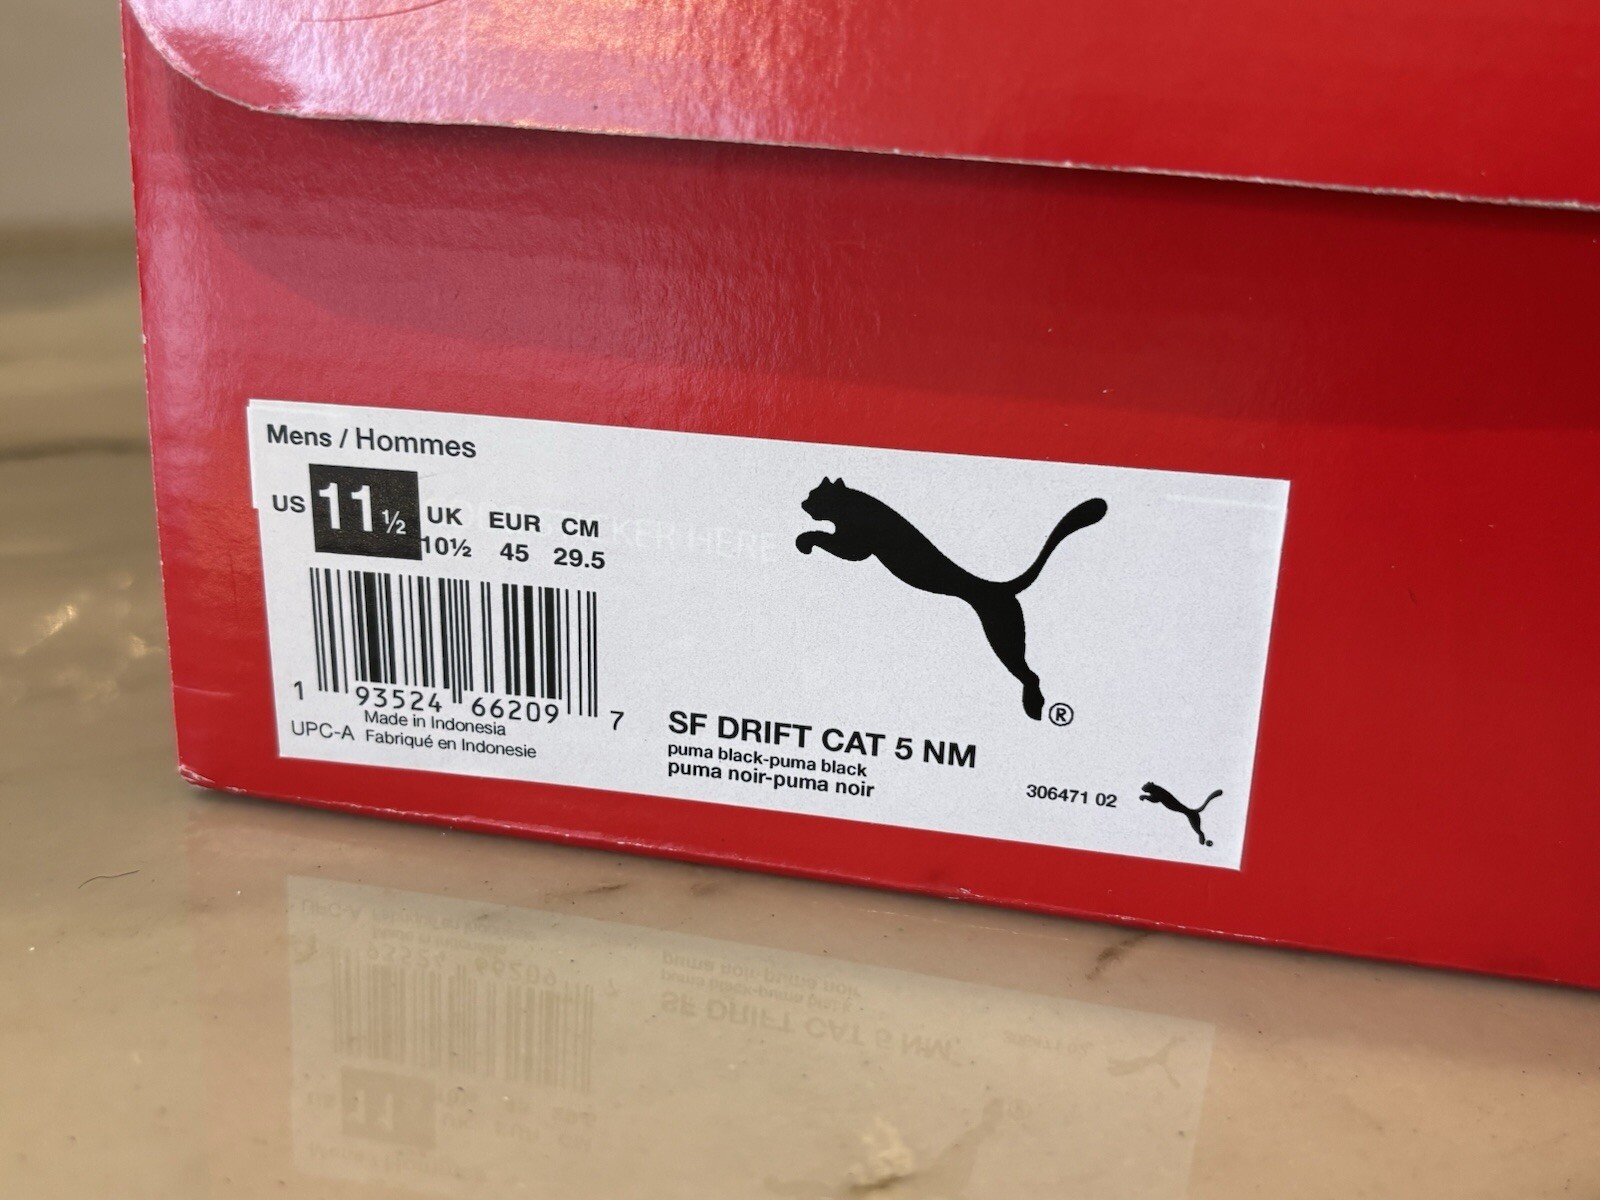 Mens / Hommes
US 11 ½ UK EUR CM
10½ 45 29.5
KER HERE
1 93524 66209 7
Made in Indonesia
UPC-A Fabriqué en Indonesie
®
SF DRIFT CAT 5 NM
puma black-puma black
puma noir-puma noir
306471 02